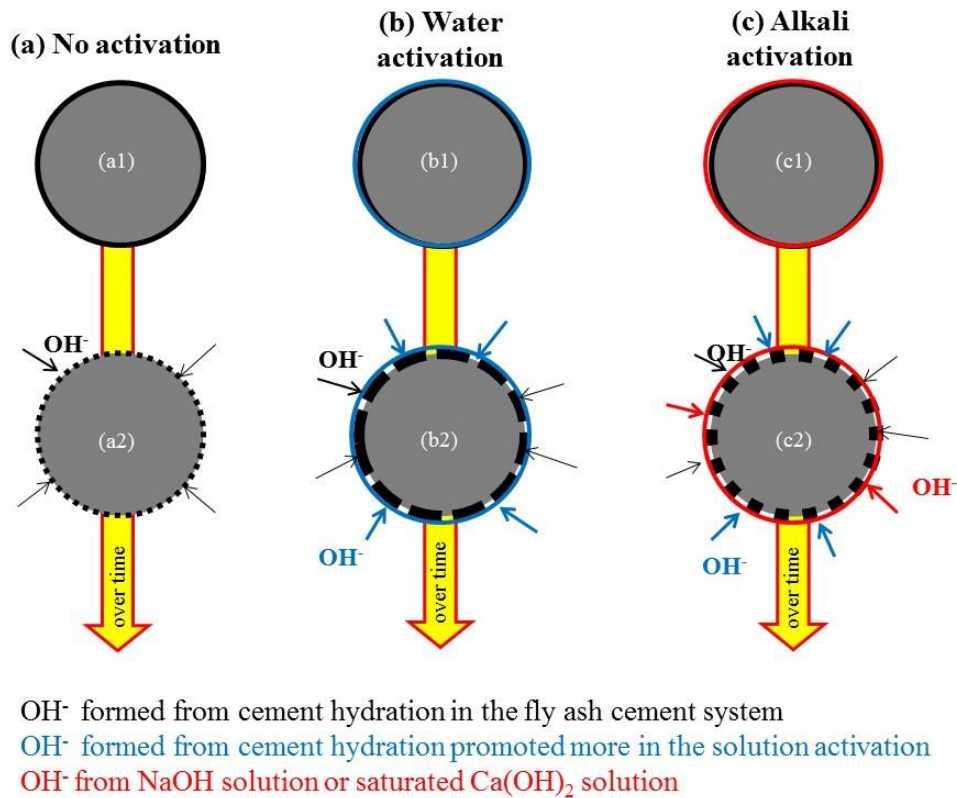 (a) No activation
(b) Water
activation
(c) Alkali
activation
(a1)
(b1)
(c1)
OH-
OH-
OH-
(a2)
(b2)
(c2)
OH-
OH-
OH-
over time
over time
over time
OH- formed from cement hydration in the fly ash cement system
OH- formed from cement hydration promoted more in the solution activation
OH- from NaOH solution or saturated Ca(OH)2 solution